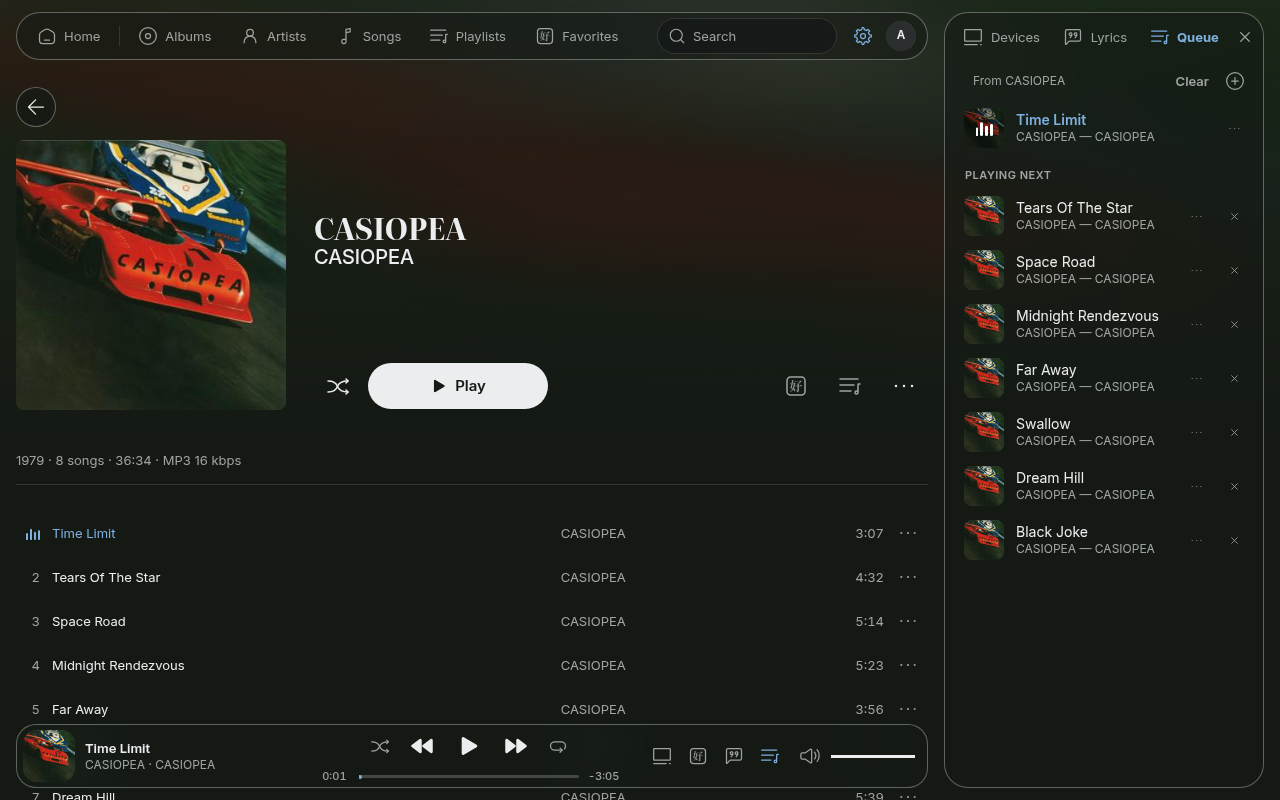 Home
Albums
Artists
Songs
Playlists
好 Favorites
Search
A
CASIOPEA
CASIOPEA
CASIOPEA
Play
好
1979 · 8 songs · 36:34 · MP3 16 kbps
Time Limit CASIOPEA 3:07
2 Tears Of The Star CASIOPEA 4:32
3 Space Road CASIOPEA 5:14
4 Midnight Rendezvous CASIOPEA 5:23
5 Far Away CASIOPEA 3:56
7 Dream Hill CASIOPEA 5:39
Time Limit
CASIOPEA · CASIOPEA
0:01
-3:05
好
Devices
Lyrics
Queue
From CASIOPEA
Clear
Time Limit
CASIOPEA — CASIOPEA
PLAYING NEXT
Tears Of The Star
CASIOPEA — CASIOPEA
Space Road
CASIOPEA — CASIOPEA
Midnight Rendezvous
CASIOPEA — CASIOPEA
Far Away
CASIOPEA — CASIOPEA
Swallow
CASIOPEA — CASIOPEA
Dream Hill
CASIOPEA — CASIOPEA
Black Joke
CASIOPEA — CASIOPEA